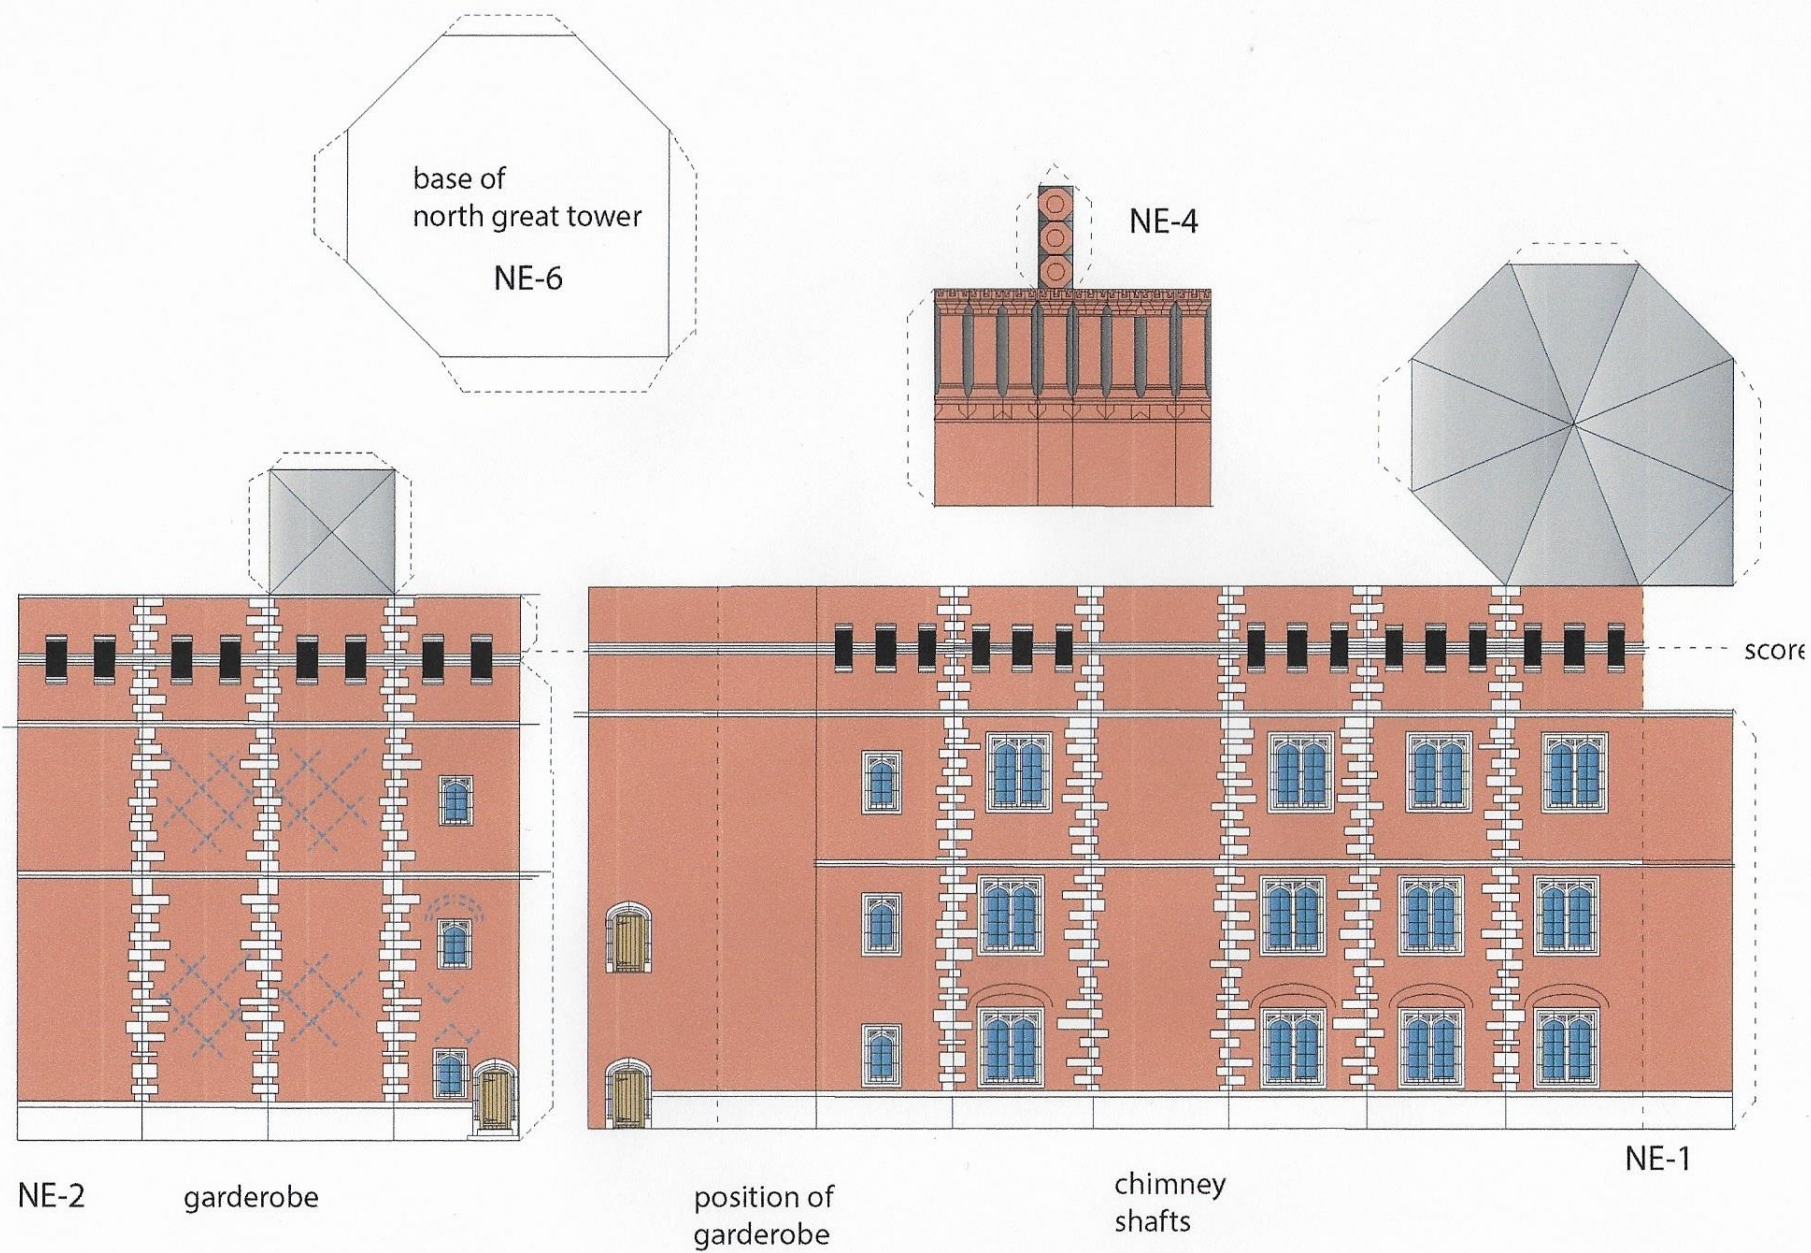 base of
north great tower
NE-6
NE-4
score
NE-2
garderobe
position of
garderobe
chimney
shafts
NE-1